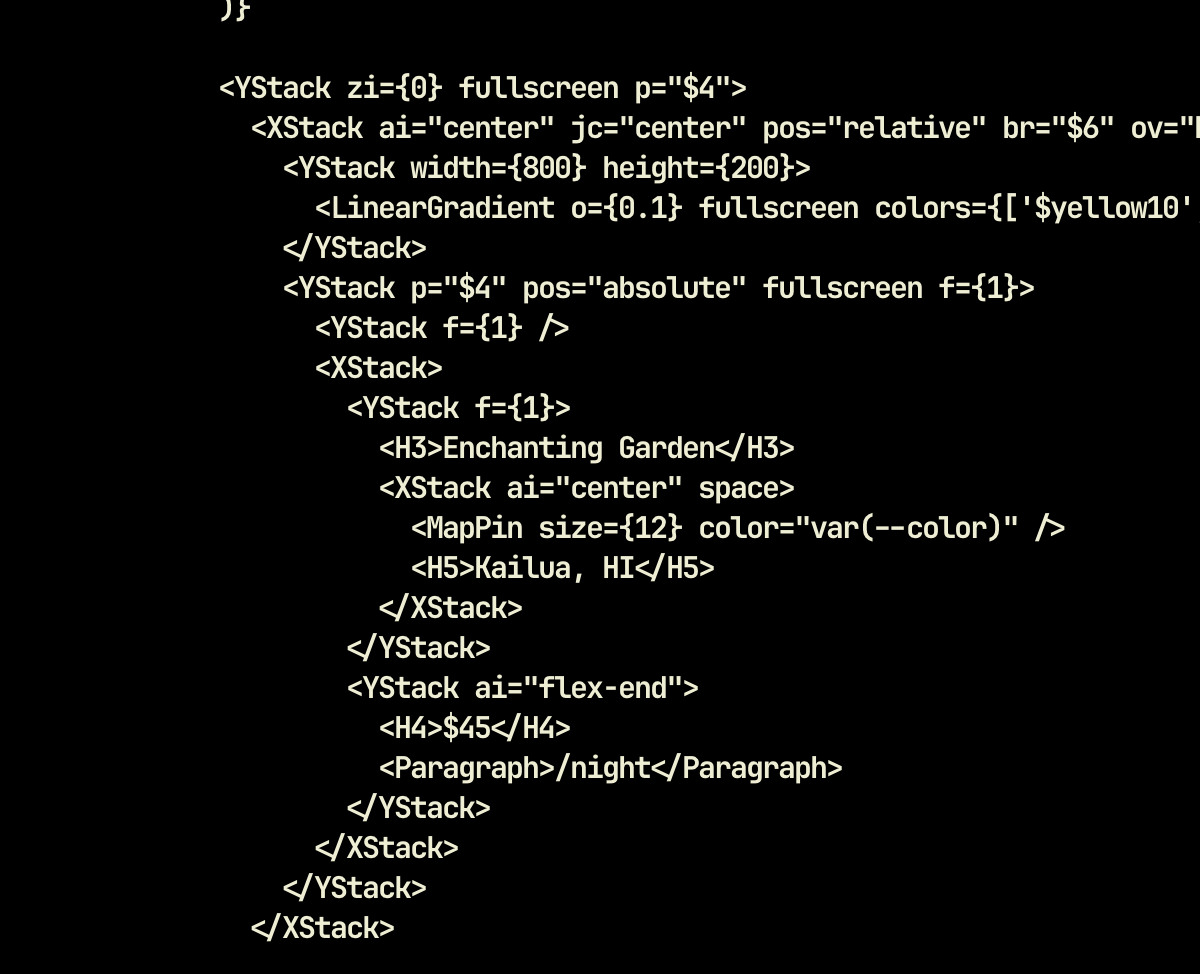 )}
<YStack zi={0} fullscreen p="$4">
<XStack ai="center" jc="center" pos="relative" br="$6" ov="
<YStack width={800} height={200}>
<LinearGradient o={0.1} fullscreen colors={['$yellow10'
</YStack>
<YStack p="$4" pos="absolute" fullscreen f={1}>
<YStack f={1} />
<XStack>
<YStack f={1}>
<H3>Enchanting Garden</H3>
<XStack ai="center" space>
<MapPin size={12} color="var(--color)" />
<H5>Kailua, HI</H5>
</XStack>
</YStack>
<YStack ai="flex-end">
<H4>$45</H4>
<Paragraph>/night</Paragraph>
</YStack>
</XStack>
</YStack>
</XStack>